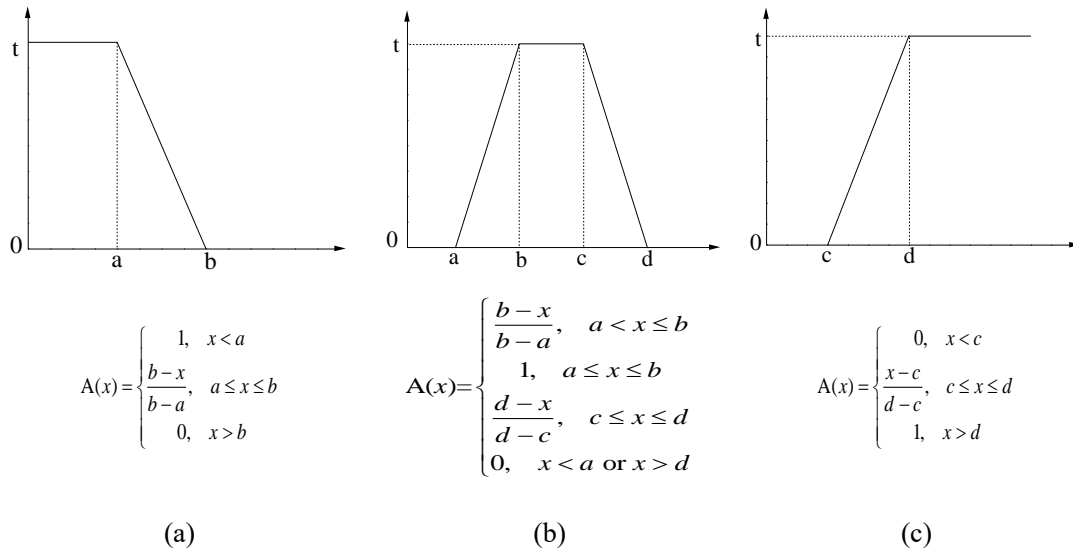 t
0
a
b
A(x) = { 1, x < a
(b − x)/(b − a), a ≤ x ≤ b
0, x > b
(a)
t
0
a
b
c
d
A(x)= { (b − x)/(b − a), a < x ≤ b
1, a ≤ x ≤ b
(d − x)/(d − c), c ≤ x ≤ d
0, x < a or x > d
(b)
t
0
c
d
A(x) = { 0, x < c
(x − c)/(d − c), c ≤ x ≤ d
1, x > d
(c)